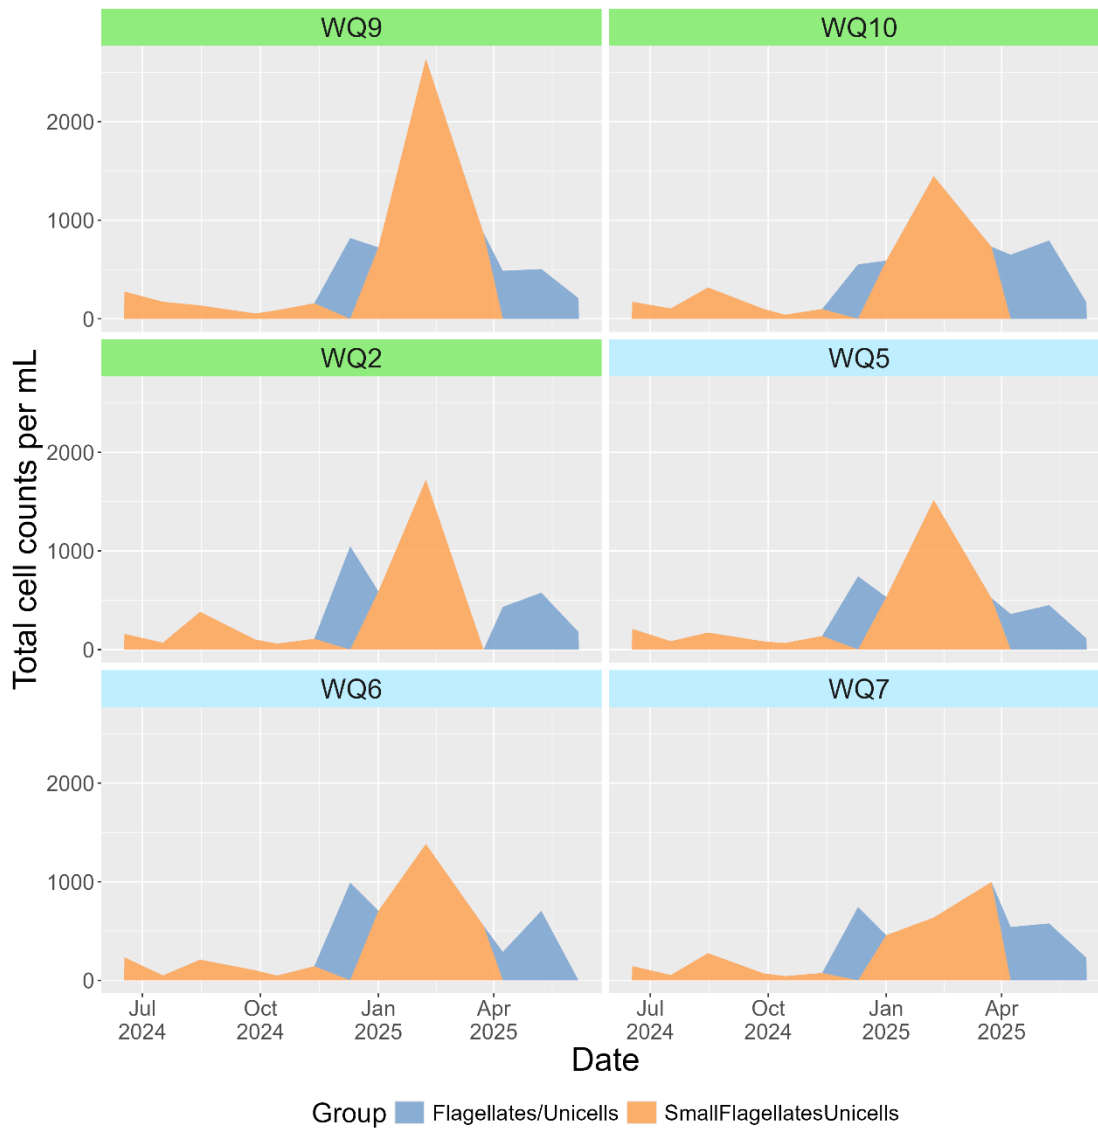 WQ9
WQ10
2000
1000
0
WQ2
WQ5
2000
1000
0
WQ6
WQ7
2000
1000
0
Total cell counts per mL
Jul
2024
Oct
2024
Jan
2025
Apr
2025
Jul
2024
Oct
2024
Jan
2025
Apr
2025
Date
Group
Flagellates/Unicells
SmallFlagellatesUnicells